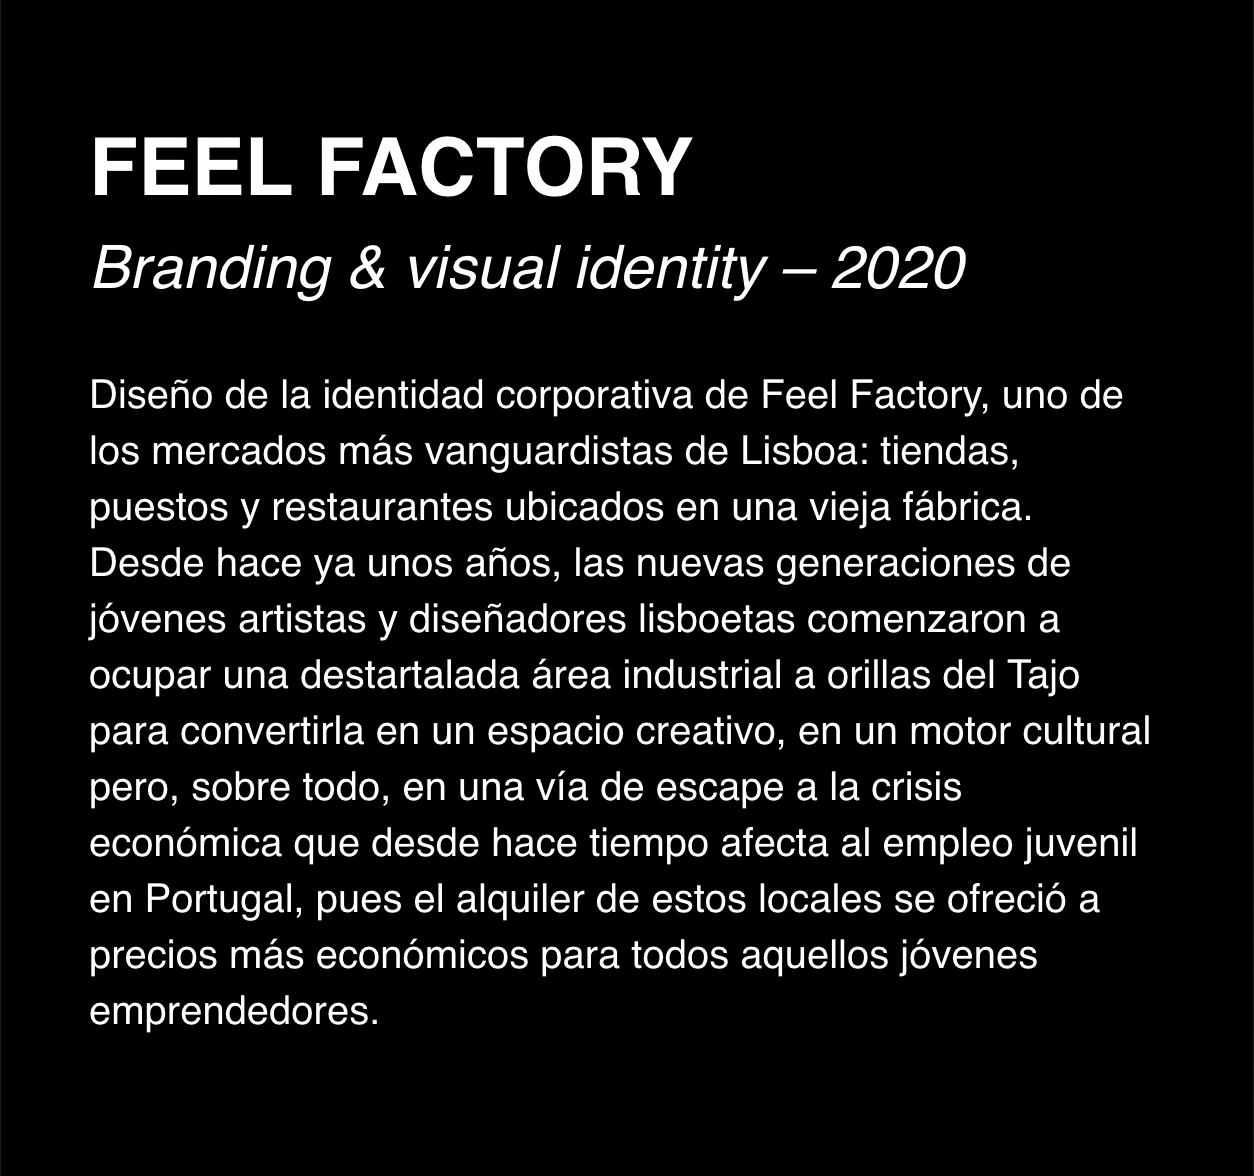 FEEL FACTORY
Branding & visual identity – 2020
Diseño de la identidad corporativa de Feel Factory, uno de
los mercados más vanguardistas de Lisboa: tiendas,
puestos y restaurantes ubicados en una vieja fábrica.
Desde hace ya unos años, las nuevas generaciones de
jóvenes artistas y diseñadores lisboetas comenzaron a
ocupar una destartalada área industrial a orillas del Tajo
para convertirla en un espacio creativo, en un motor cultural
pero, sobre todo, en una vía de escape a la crisis
económica que desde hace tiempo afecta al empleo juvenil
en Portugal, pues el alquiler de estos locales se ofreció a
precios más económicos para todos aquellos jóvenes
emprendedores.